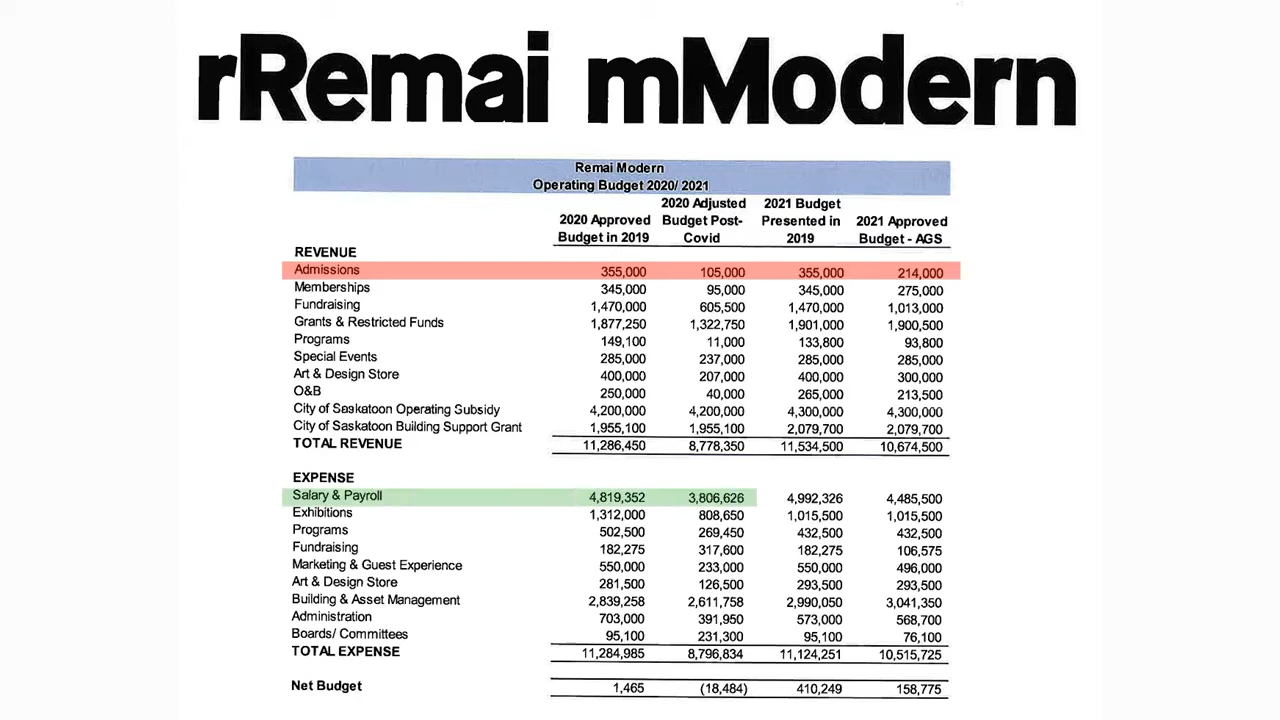 rRemai mModern
Remai Modern
Operating Budget 2020/ 2021
2020 Approved Budget in 2019 2020 Adjusted Budget Post-Covid 2021 Budget Presented in 2019 2021 Approved Budget - AGS
REVENUE
Admissions 355,000 105,000 355,000 214,000
Memberships 345,000 95,000 345,000 275,000
Fundraising 1,470,000 605,500 1,470,000 1,013,000
Grants & Restricted Funds 1,877,250 1,322,750 1,901,000 1,900,500
Programs 149,100 11,000 133,800 93,800
Special Events 285,000 237,000 285,000 285,000
Art & Design Store 400,000 207,000 400,000 300,000
O&B 250,000 40,000 265,000 213,500
City of Saskatoon Operating Subsidy 4,200,000 4,200,000 4,300,000 4,300,000
City of Saskatoon Building Support Grant 1,955,100 1,955,100 2,079,700 2,079,700
TOTAL REVENUE 11,286,450 8,778,350 11,534,500 10,674,500
EXPENSE
Salary & Payroll 4,819,352 3,806,626 4,992,326 4,485,500
Exhibitions 1,312,000 808,650 1,015,500 1,015,500
Programs 502,500 269,450 432,500 432,500
Fundraising 182,275 317,600 182,275 106,575
Marketing & Guest Experience 550,000 233,000 550,000 496,000
Art & Design Store 281,500 126,500 293,500 293,500
Building & Asset Management 2,839,258 2,611,758 2,990,050 3,041,350
Administration 703,000 391,950 573,000 568,700
Boards/ Committees 95,100 231,300 95,100 76,100
TOTAL EXPENSE 11,284,985 8,796,834 11,124,251 10,515,725
Net Budget 1,465 (18,484) 410,249 158,775